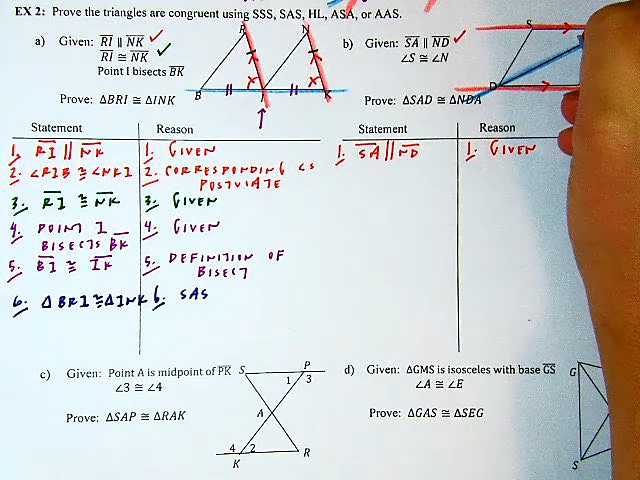 EX 2: Prove the triangles are congruent using SSS, SAS, HL, ASA, or AAS.
a) Given: RI ∥ NK
RI ≅ NK
Point I bisects BK
Prove: ΔBRI ≅ ΔINK
R
N
B
I
K
b) Given: SA ∥ ND
∠S ≅ ∠N
Prove: ΔSAD ≅ ΔNDA
S
D
Statement Reason
1. RI ∥ NK 1. GIVEN
2. ∠RIB ≅ ∠NKI 2. CORRESPONDING ∠s
POSTULATE
3. RI ≅ NK 3. GIVEN
4. POINT I 4. GIVEN
BISECTS BK
5. BI ≅ IK 5. DEFINITION OF
BISECT
6. ΔBRI ≅ ΔINK 6. SAS
Statement Reason
1. SA ∥ ND 1. GIVEN
c) Given: Point A is midpoint of PK
∠3 ≅ ∠4
Prove: ΔSAP ≅ ΔRAK
S
P
1 3
A
4 2
K
R
d) Given: ΔGMS is isosceles with base GS
∠A ≅ ∠E
Prove: ΔGAS ≅ ΔSEG
G
S